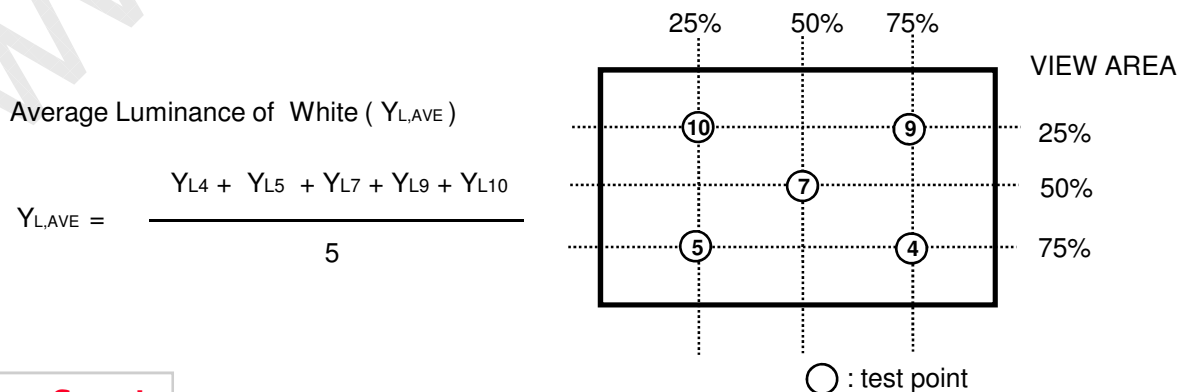 25% 50% 75%
VIEW AREA
Average Luminance of White ( YL,AVE )
10 9 25%
YL4 + YL5 + YL7 + YL9 + YL10
YL,AVE =
5
7 50%
5 4 75%
: test point